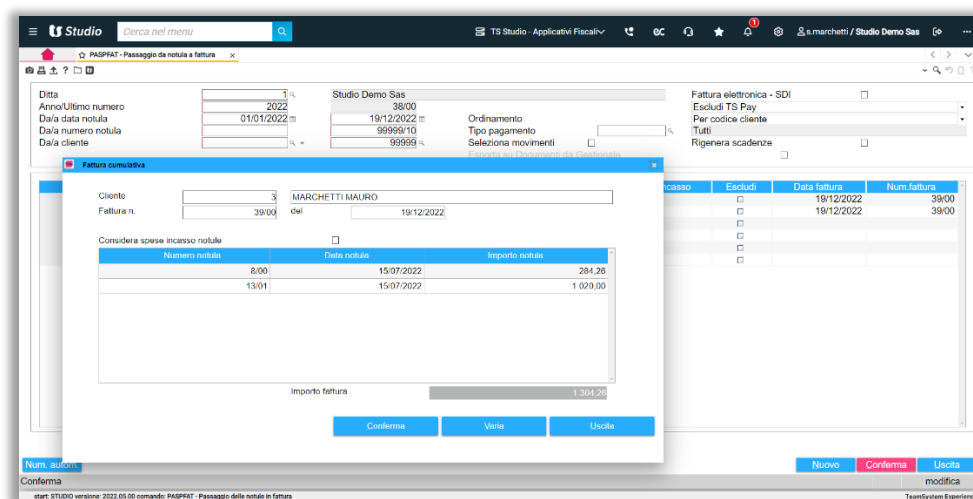 Studio Cerca nel menu TS Studio - Applicativi Fiscali 1 s.marchetti / Studio Demo Sas
PASPFAT - Passaggio da notula a fattura x
Ditta 1 Studio Demo Sas Fattura elettronica - SDI
Anno/Ultimo numero 2022 38/00 Escludi TS Pay
Da/a data notula 01/01/2022 19/12/2022 Ordinamento Per codice cliente
Da/a numero notula 99999/10 Tipo pagamento Tutti
Da/a cliente 99999 Seleziona movimenti Rigenera scadenze
Esporta su Documenti da Gestionale
Fattura cumulativa
Escludi Data fattura Num.fattura
19/12/2022 39/00
19/12/2022 39/00
Cliente 3 MARCHETTI MAURO
Fattura n. 39/00 del 19/12/2022
Considera spese incasso notule
Numero notula Data notula Importo notula
8/00 15/07/2022 284,26
13/01 15/07/2022 1 020,00
Importo fattura 1.304,26
Conferma Varia Uscita
Num. autom. Nuovo Conferma Uscita
Conferma modifica
start: STUDIO versione: 2022.05.00 comando: PASPFAT - Passaggio delle notule in fattura TeamSystem Experience